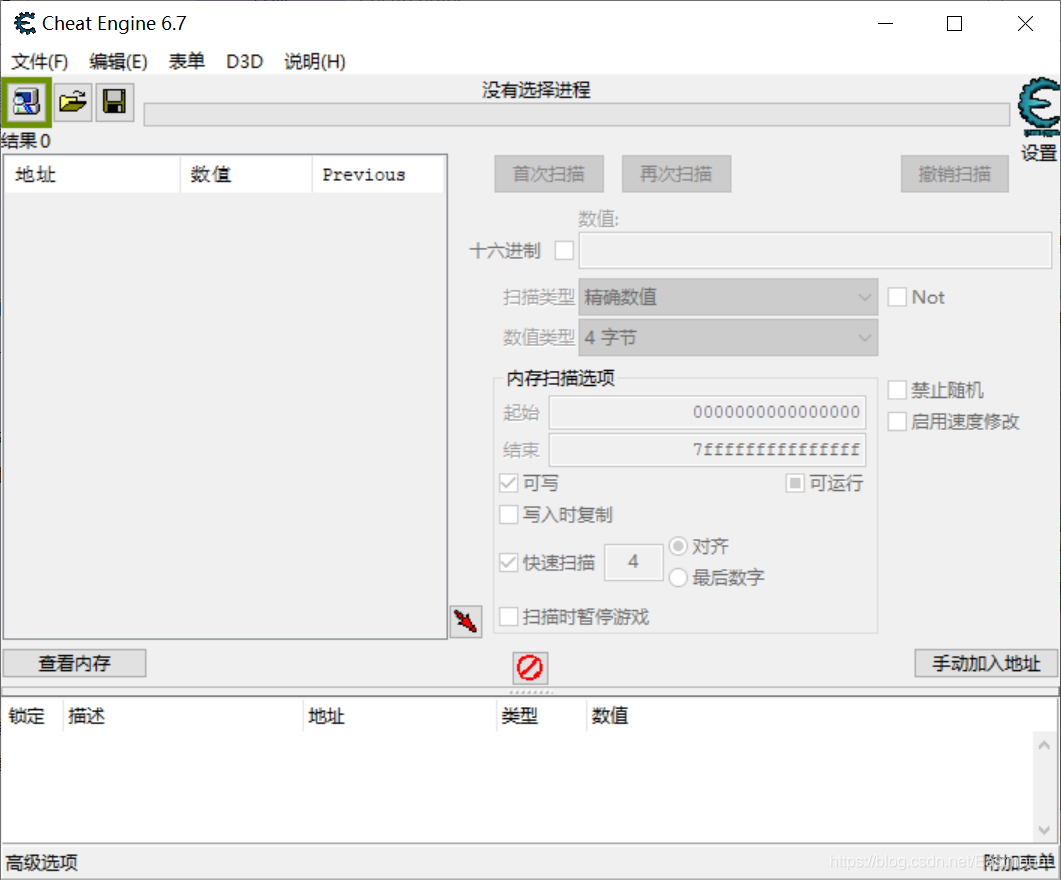 Cheat Engine 6.7
文件(F) 编辑(E) 表单 D3D 说明(H)
没有选择进程
结果 0
设置
地址 数值 Previous
首次扫描 再次扫描 撤销扫描
数值:
十六进制
扫描类型 精确数值 Not
数值类型 4 字节
内存扫描选项
起始 0000000000000000
禁止随机
启用速度修改
结束 7fffffffffffffff
可写 可运行
写入时复制
快速扫描 4 对齐
最后数字
扫描时暂停游戏
查看内存 手动加入地址
锁定 描述 地址 类型 数值
高级选项 附加表单
https://blog.csdn.net/